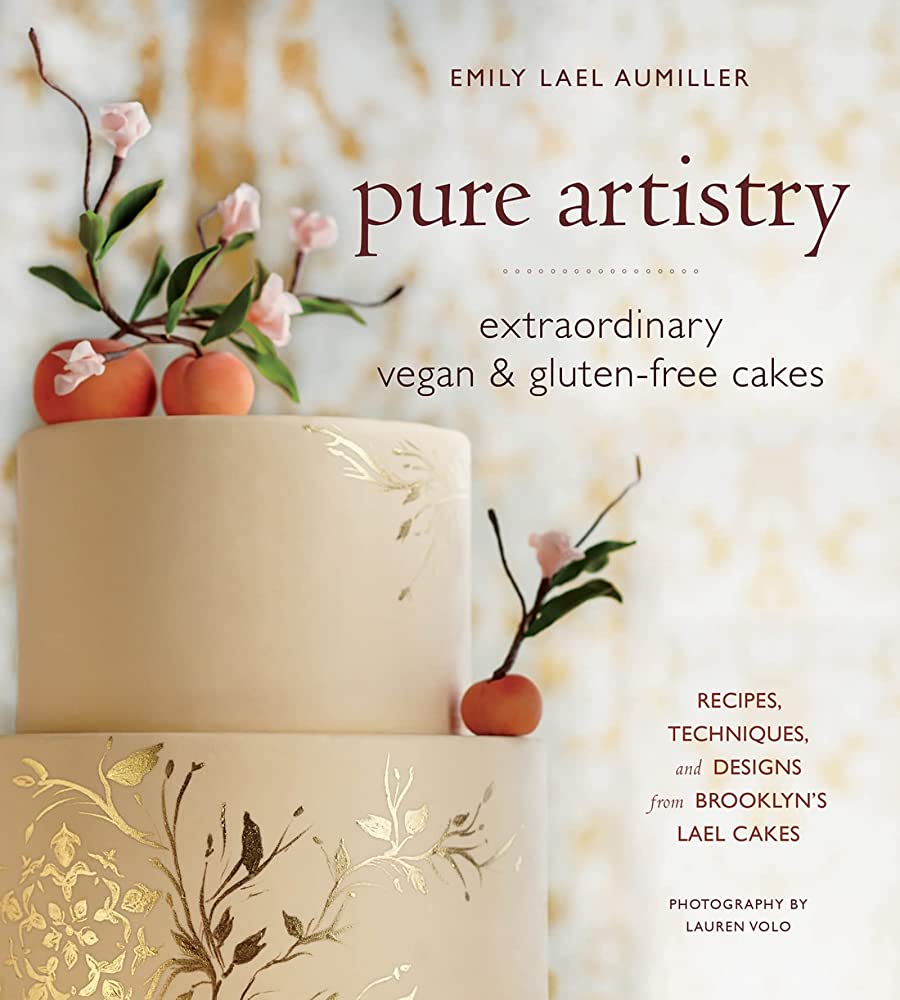 EMILY LAEL AUMILLER
pure artistry
extraordinary
vegan & gluten-free cakes
RECIPES,
TECHNIQUES,
and DESIGNS
from BROOKLYN'S
LAEL CAKES
PHOTOGRAPHY BY
LAUREN VOLO